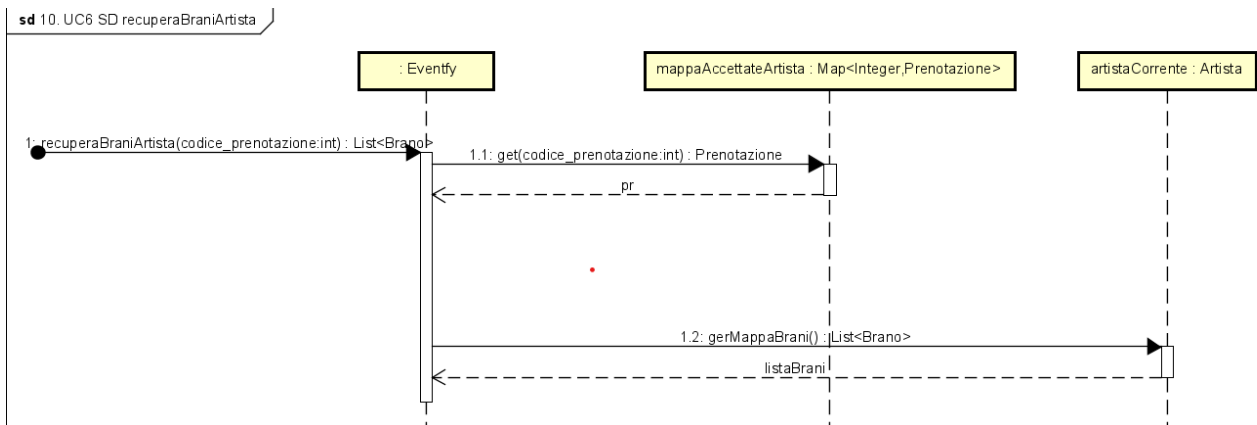 sd 10. UC6 SD recuperaBraniArtista
: Eventfy
mappaAccettateArtista : Map<Integer,Prenotazione>
artistaCorrente : Artista
1: recuperaBraniArtista(codice_prenotazione:int) : List<Brano>
1.1: get(codice_prenotazione:int) : Prenotazione
pr
1.2: gerMappaBrani() : List<Brano>
listaBrani